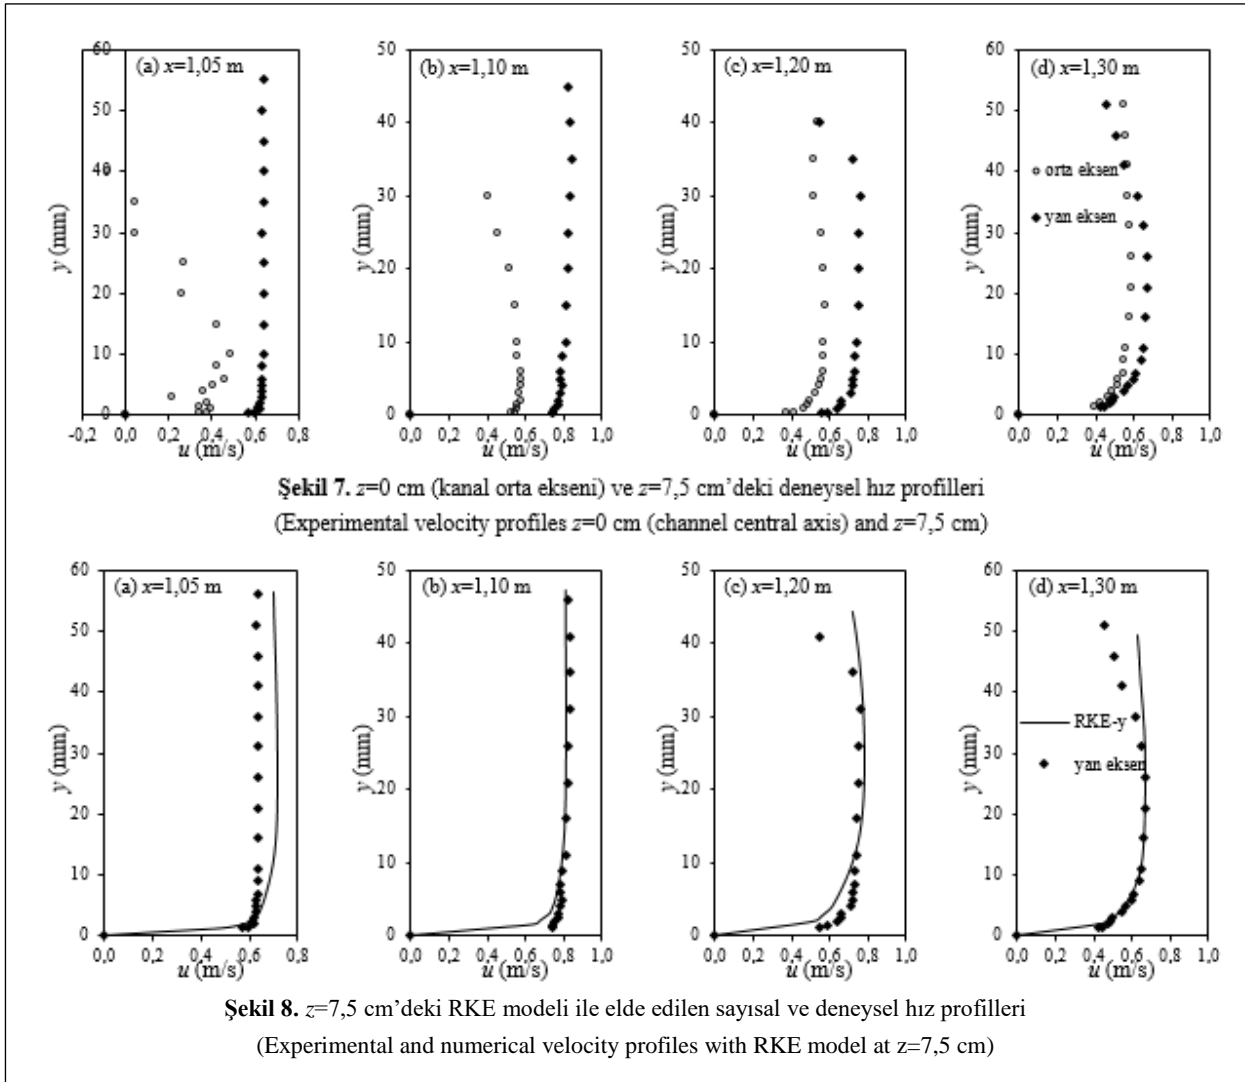 (a) x=1,05 m
(b) x=1,10 m
(c) x=1,20 m
(d) x=1,30 m
60
50
40
30
20
10
0
y (mm)
-0,2 0,0 0,2 0,4 0,6 0,8
u (m/s)
50
40
30
20
10
0
y (mm)
0,0 0,2 0,4 0,6 0,8 1,0
u (m/s)
50
40
30
20
10
0
y (mm)
0,0 0,2 0,4 0,6 0,8 1,0
u (m/s)
60
50
40
30
20
10
0
y (mm)
orta eksen
yan eksen
0,0 0,2 0,4 0,6 0,8 1,0
u (m/s)
Şekil 7. z=0 cm (kanal orta ekseni) ve z=7,5 cm’deki deneysel hız profilleri
(Experimental velocity profiles z=0 cm (channel central axis) and z=7,5 cm)
(a) x=1,05 m
(b) x=1,10 m
(c) x=1,20 m
(d) x=1,30 m
60
50
40
30
20
10
0
y (mm)
0,0 0,2 0,4 0,6 0,8
u (m/s)
50
40
30
20
10
0
y (mm)
0,0 0,2 0,4 0,6 0,8 1,0
u (m/s)
50
40
30
20
10
0
y (mm)
0,0 0,2 0,4 0,6 0,8 1,0
u (m/s)
60
50
40
30
20
10
0
y (mm)
RKE-y
yan eksen
0,0 0,2 0,4 0,6 0,8 1,0
u (m/s)
Şekil 8. z=7,5 cm’deki RKE modeli ile elde edilen sayısal ve deneysel hız profilleri
(Experimental and numerical velocity profiles with RKE model at z=7,5 cm)